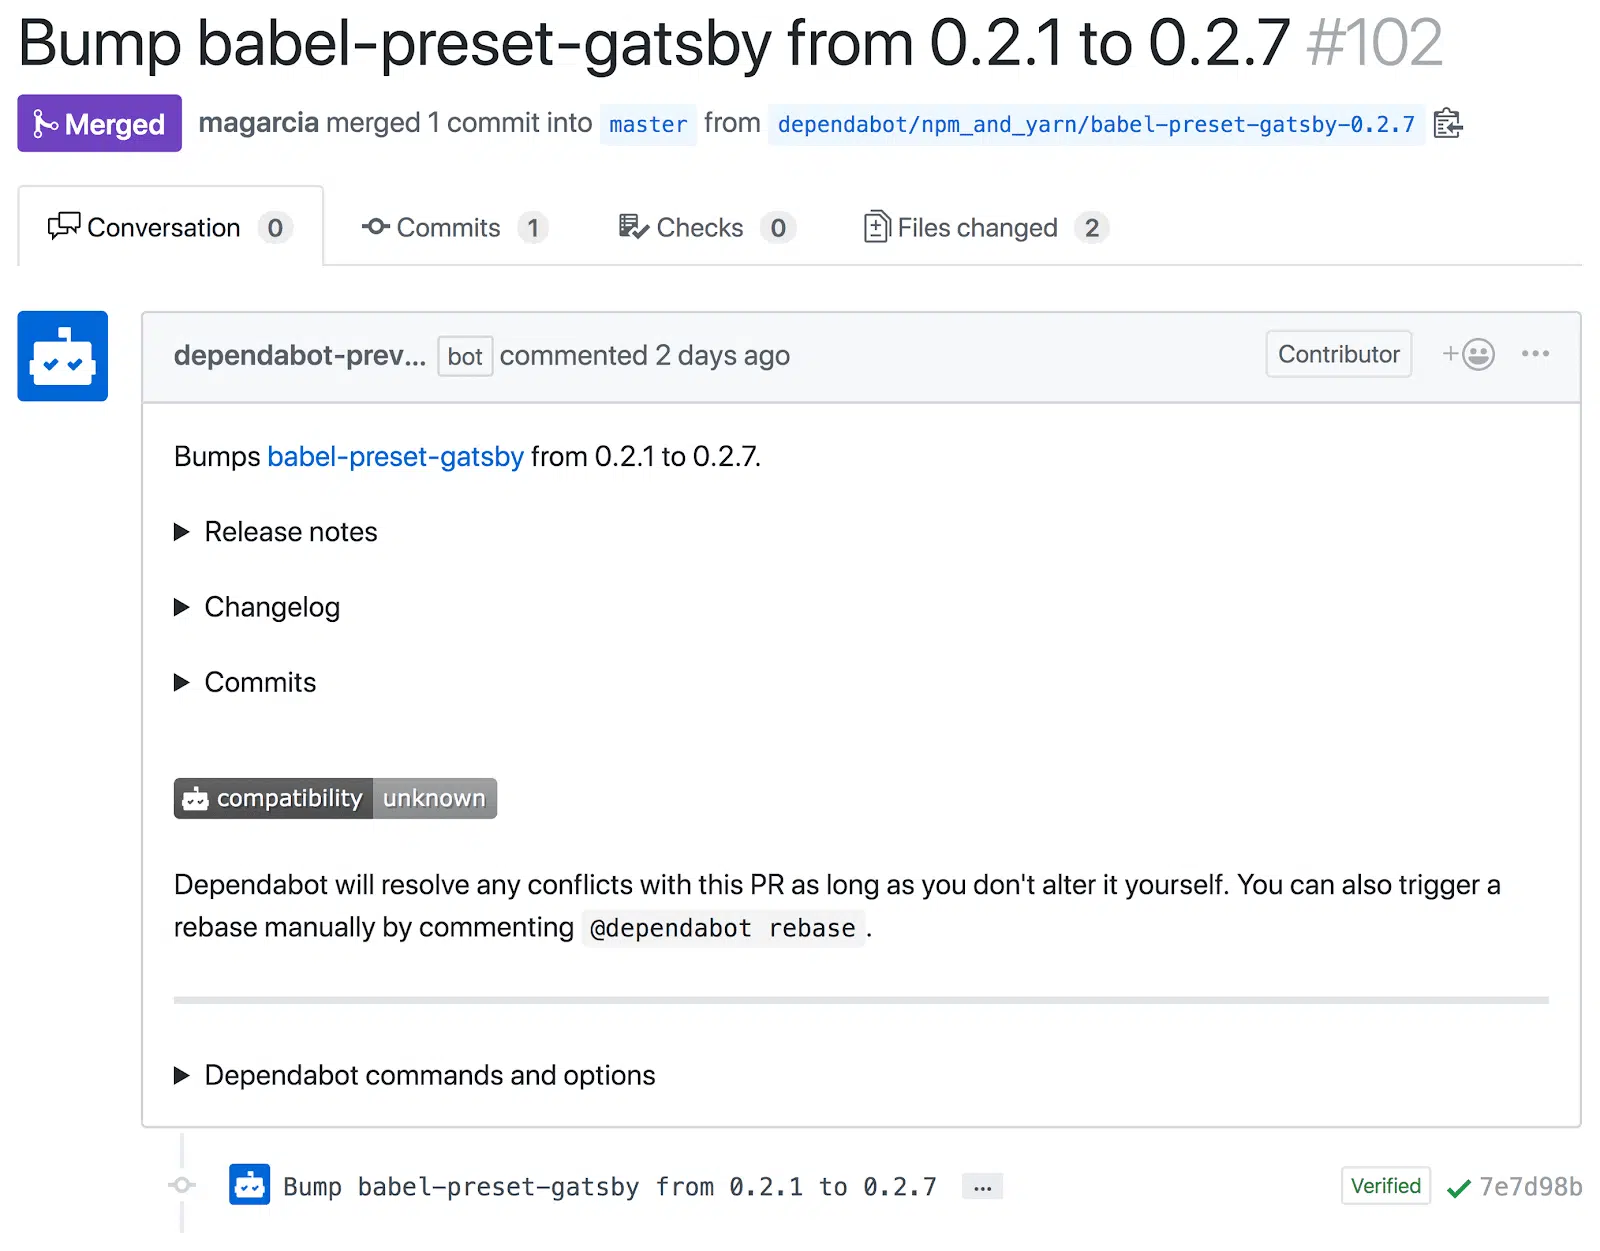 Bump babel-preset-gatsby from 0.2.1 to 0.2.7 #102
Merged magarcia merged 1 commit into master from dependabot/npm_and_yarn/babel-preset-gatsby-0.2.7
Conversation 0 Commits 1 Checks 0 Files changed 2
dependabot-prev... bot commented 2 days ago Contributor
Bumps babel-preset-gatsby from 0.2.1 to 0.2.7.
Release notes
Changelog
Commits
compatibility unknown
Dependabot will resolve any conflicts with this PR as long as you don't alter it yourself. You can also trigger a
rebase manually by commenting @dependabot rebase.
Dependabot commands and options
Bump babel-preset-gatsby from 0.2.1 to 0.2.7 ... Verified 7e7d98b